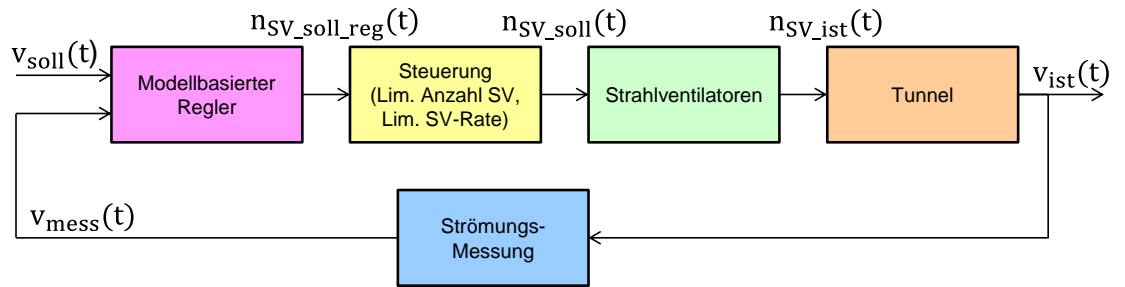 n_SV_soll_reg(t)
n_SV_soll(t)
n_SV_ist(t)
v_soll(t)
v_ist(t)
Modellbasierter
Regler
Steuerung
(Lim. Anzahl SV,
Lim. SV-Rate)
Strahlventilatoren
Tunnel
v_mess(t)
Strömungs-
Messung